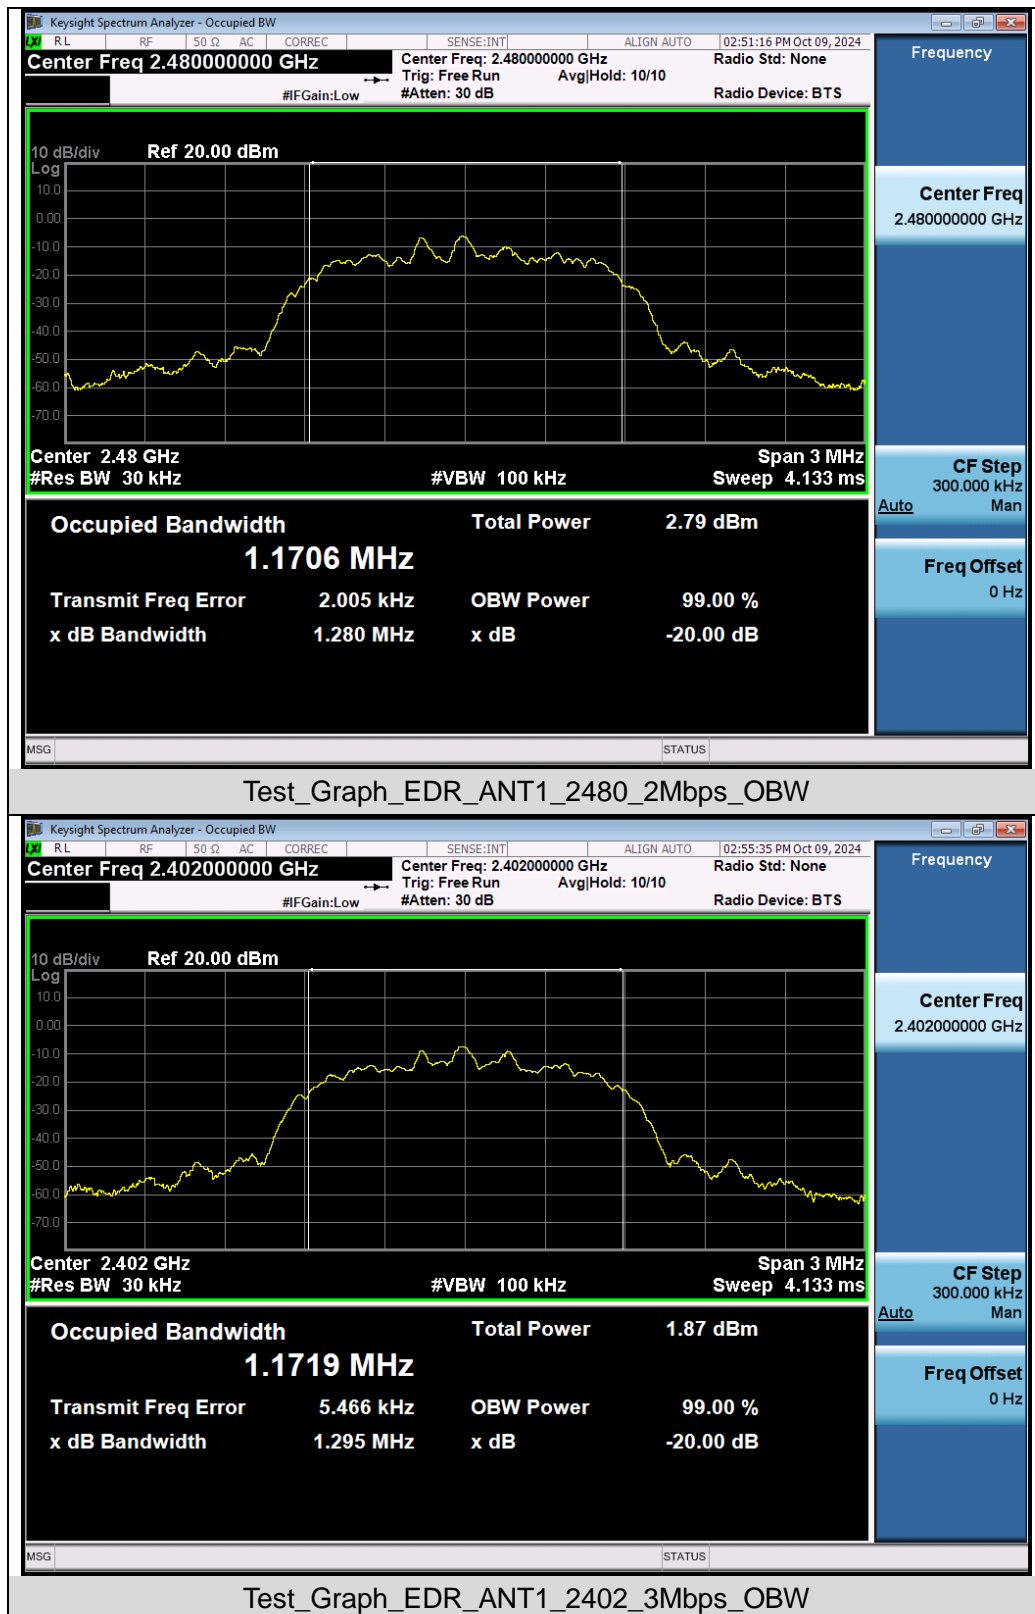 Keysight Spectrum Analyzer - Occupied BW
LXI RL RF 50 Ω AC CORREC SENSE:INT ALIGN AUTO 02:51:16 PM Oct 09, 2024
Center Freq 2.480000000 GHz
Center Freq: 2.480000000 GHz Radio Std: None
Trig: Free Run Avg|Hold: 10/10
#IFGain:Low #Atten: 30 dB Radio Device: BTS
Frequency
10 dB/div Ref 20.00 dBm
Log
10.0
0.00
-10.0
-20.0
-30.0
-40.0
-50.0
-60.0
-70.0
Center 2.48 GHz Span 3 MHz
#Res BW 30 kHz #VBW 100 kHz Sweep 4.133 ms
Center Freq
2.480000000 GHz
CF Step
300.000 kHz
Auto Man
Freq Offset
0 Hz
Occupied Bandwidth Total Power 2.79 dBm
1.1706 MHz
Transmit Freq Error 2.005 kHz OBW Power 99.00 %
x dB Bandwidth 1.280 MHz x dB -20.00 dB
MSG STATUS
Test_Graph_EDR_ANT1_2480_2Mbps_OBW
Keysight Spectrum Analyzer - Occupied BW
LXI RL RF 50 Ω AC CORREC SENSE:INT ALIGN AUTO 02:55:35 PM Oct 09, 2024
Center Freq 2.402000000 GHz
Center Freq: 2.402000000 GHz Radio Std: None
Trig: Free Run Avg|Hold: 10/10
#IFGain:Low #Atten: 30 dB Radio Device: BTS
Frequency
10 dB/div Ref 20.00 dBm
Log
10.0
0.00
-10.0
-20.0
-30.0
-40.0
-50.0
-60.0
-70.0
Center 2.402 GHz Span 3 MHz
#Res BW 30 kHz #VBW 100 kHz Sweep 4.133 ms
Center Freq
2.402000000 GHz
CF Step
300.000 kHz
Auto Man
Freq Offset
0 Hz
Occupied Bandwidth Total Power 1.87 dBm
1.1719 MHz
Transmit Freq Error 5.466 kHz OBW Power 99.00 %
x dB Bandwidth 1.295 MHz x dB -20.00 dB
MSG STATUS
Test_Graph_EDR_ANT1_2402_3Mbps_OBW